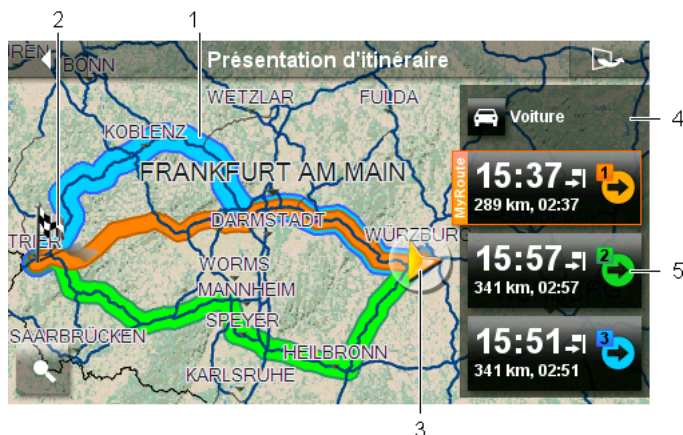 2
1
UREN
BONN
Présentation d'itinéraire
WETZLAR
FULDA
Voiture
4
KOBLENZ
FRANKFURT AM MAIN
MyRoute
15:37
1
289 km, 02:37
DARMSTADT
TRIER
WÜRZBURG
WORMS
15:57
2
5
341 km, 02:57
MANNHEIM
SPEYER
SAARBRÜCKEN
HEILBRONN
15:51
3
341 km, 02:51
KARLSRUHE
3